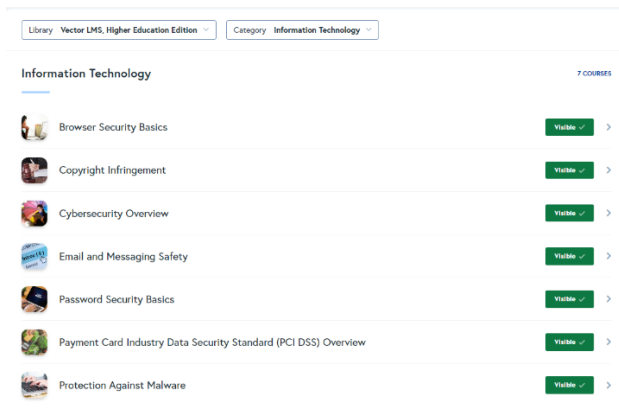 Library Vector LMS, Higher Education Edition Category Information Technology
Information Technology 7 COURSES
Browser Security Basics Visible ✓
Copyright Infringement Visible ✓
Cybersecurity Overview Visible ✓
Email and Messaging Safety Visible ✓
Password Security Basics Visible ✓
Payment Card Industry Data Security Standard (PCI DSS) Overview Visible ✓
Protection Against Malware Visible ✓